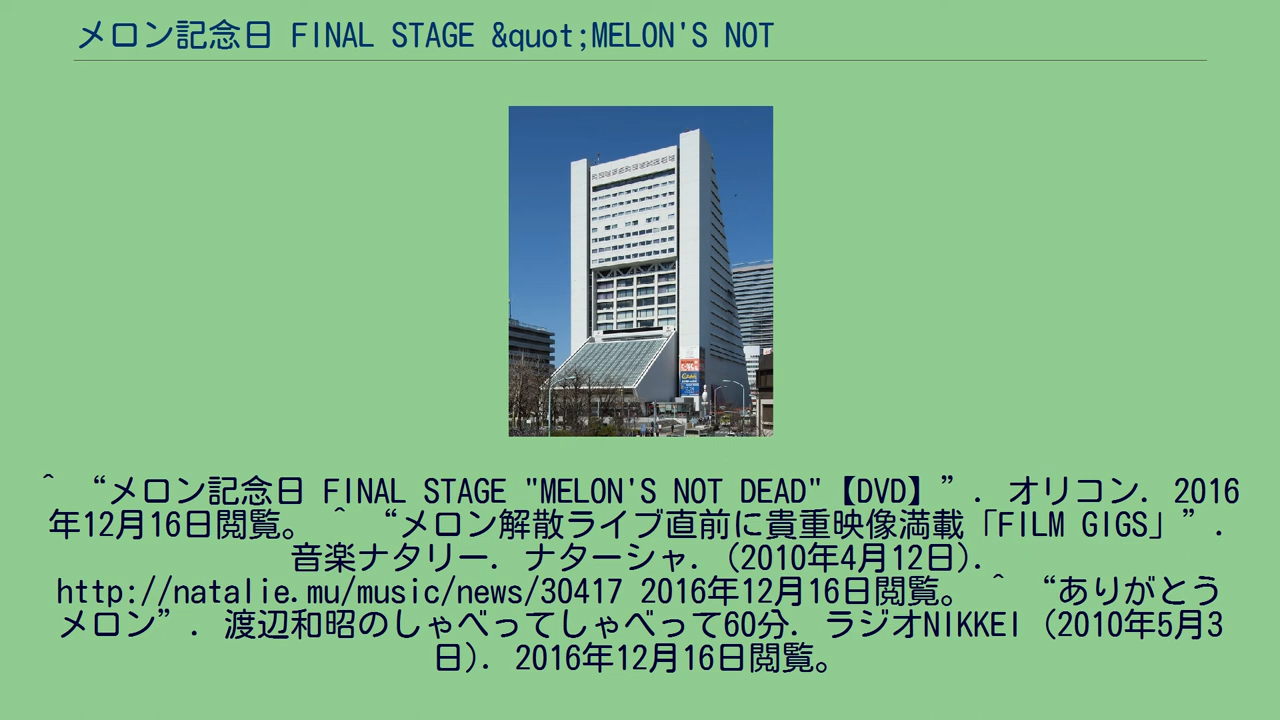 メロン記念日 FINAL STAGE &quot;MELON'S NOT
^ “メロン記念日 FINAL STAGE "MELON'S NOT DEAD"【DVD】”. オリコン. 2016
年12月16日閲覧。 ^ “メロン解散ライブ直前に貴重映像満載「FILM GIGS」”.
音楽ナタリー. ナターシャ. (2010年4月12日).
http://natalie.mu/music/news/30417 2016年12月16日閲覧。 ^ “ありがとう
メロン”. 渡辺和昭のしゃべってしゃべって60分. ラジオNIKKEI (2010年5月3
日). 2016年12月16日閲覧。